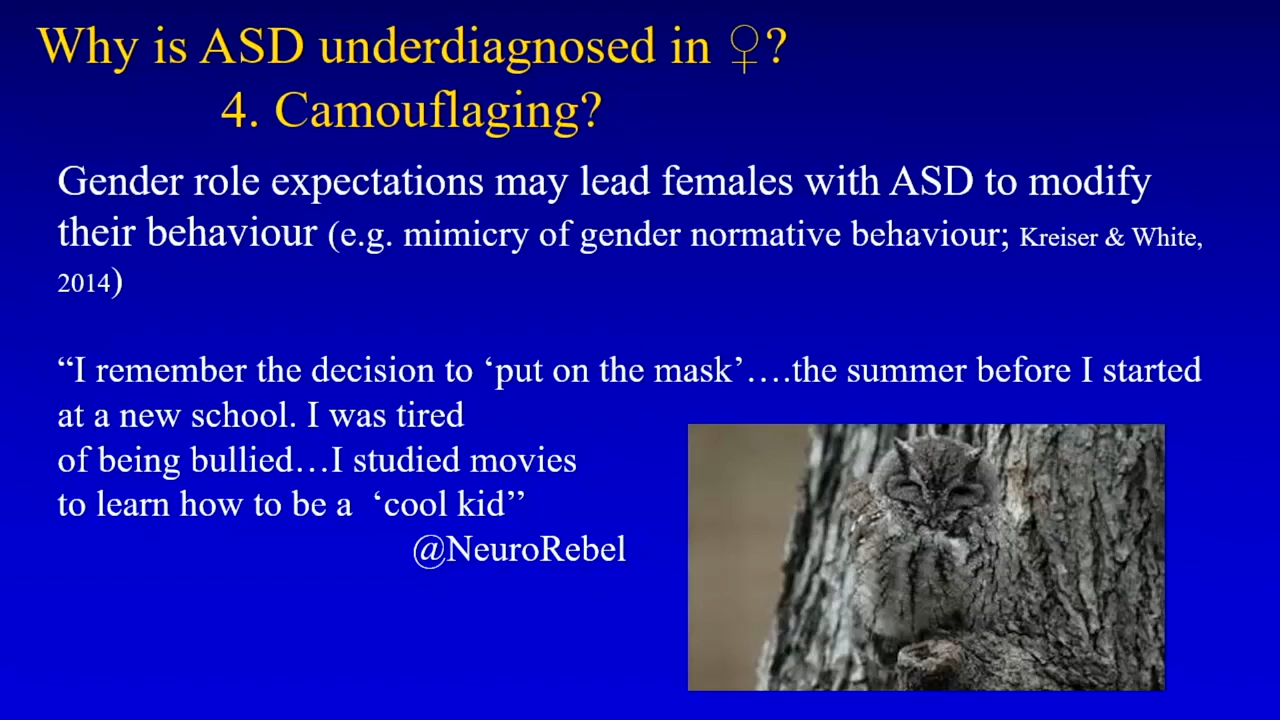 Why is ASD underdiagnosed in ♀?
4. Camouflaging?
Gender role expectations may lead females with ASD to modify
their behaviour (e.g. mimicry of gender normative behaviour; Kreiser & White,
2014)
“I remember the decision to ‘put on the mask’….the summer before I started
at a new school. I was tired
of being bullied…I studied movies
to learn how to be a ‘cool kid’’
@NeuroRebel